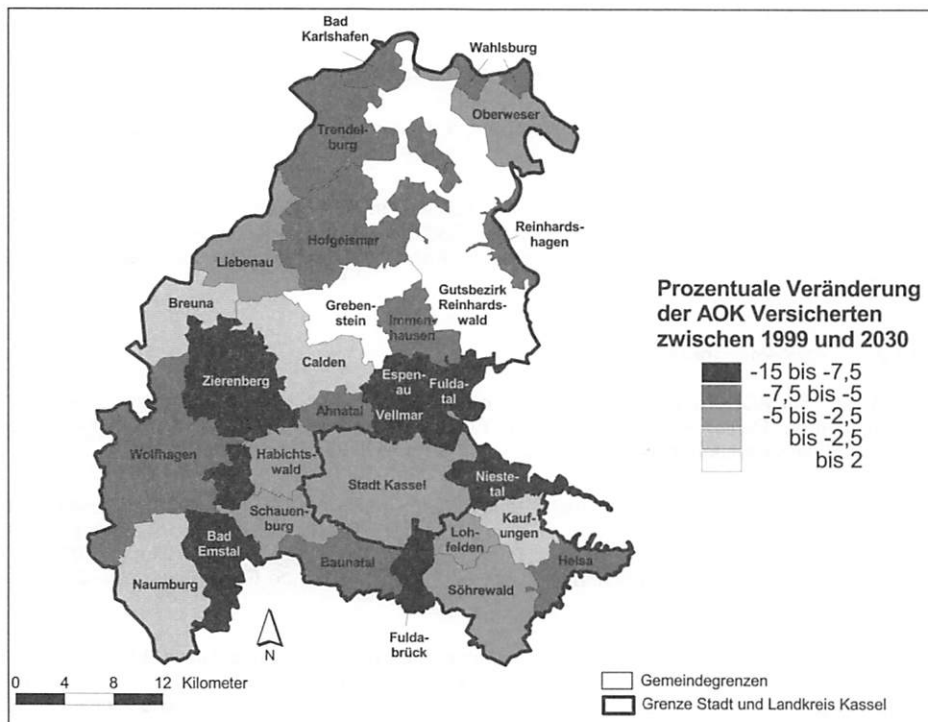 Bad
Karlshafen
Wahlsburg
Oberweser
Trendel-
burg
Reinhards-
hagen
Hofgeismar
Liebenau
Breuna
Greben-
stein
Gutsbezirk
Reinhards-
wald
Immen-
hausen
Calden
Zierenberg
Espen-
au
Fulda-
tal
Vellmar
Ahnatal
Wolfhagen
Habichts-
wald
Stadt Kassel
Nieste-
tal
Schauen-
burg
Kauf-
ungen
Bad
Emstal
Loh-
felden
Baunatal
Helsa
Naumburg
Söhrewald
Fulda-
brück
N
0 4 8 12 Kilometer
Prozentuale Veränderung
der AOK Versicherten
zwischen 1999 und 2030
-15 bis -7,5
-7,5 bis -5
-5 bis -2,5
bis -2,5
bis 2
Gemeindegrenzen
Grenze Stadt und Landkreis Kassel